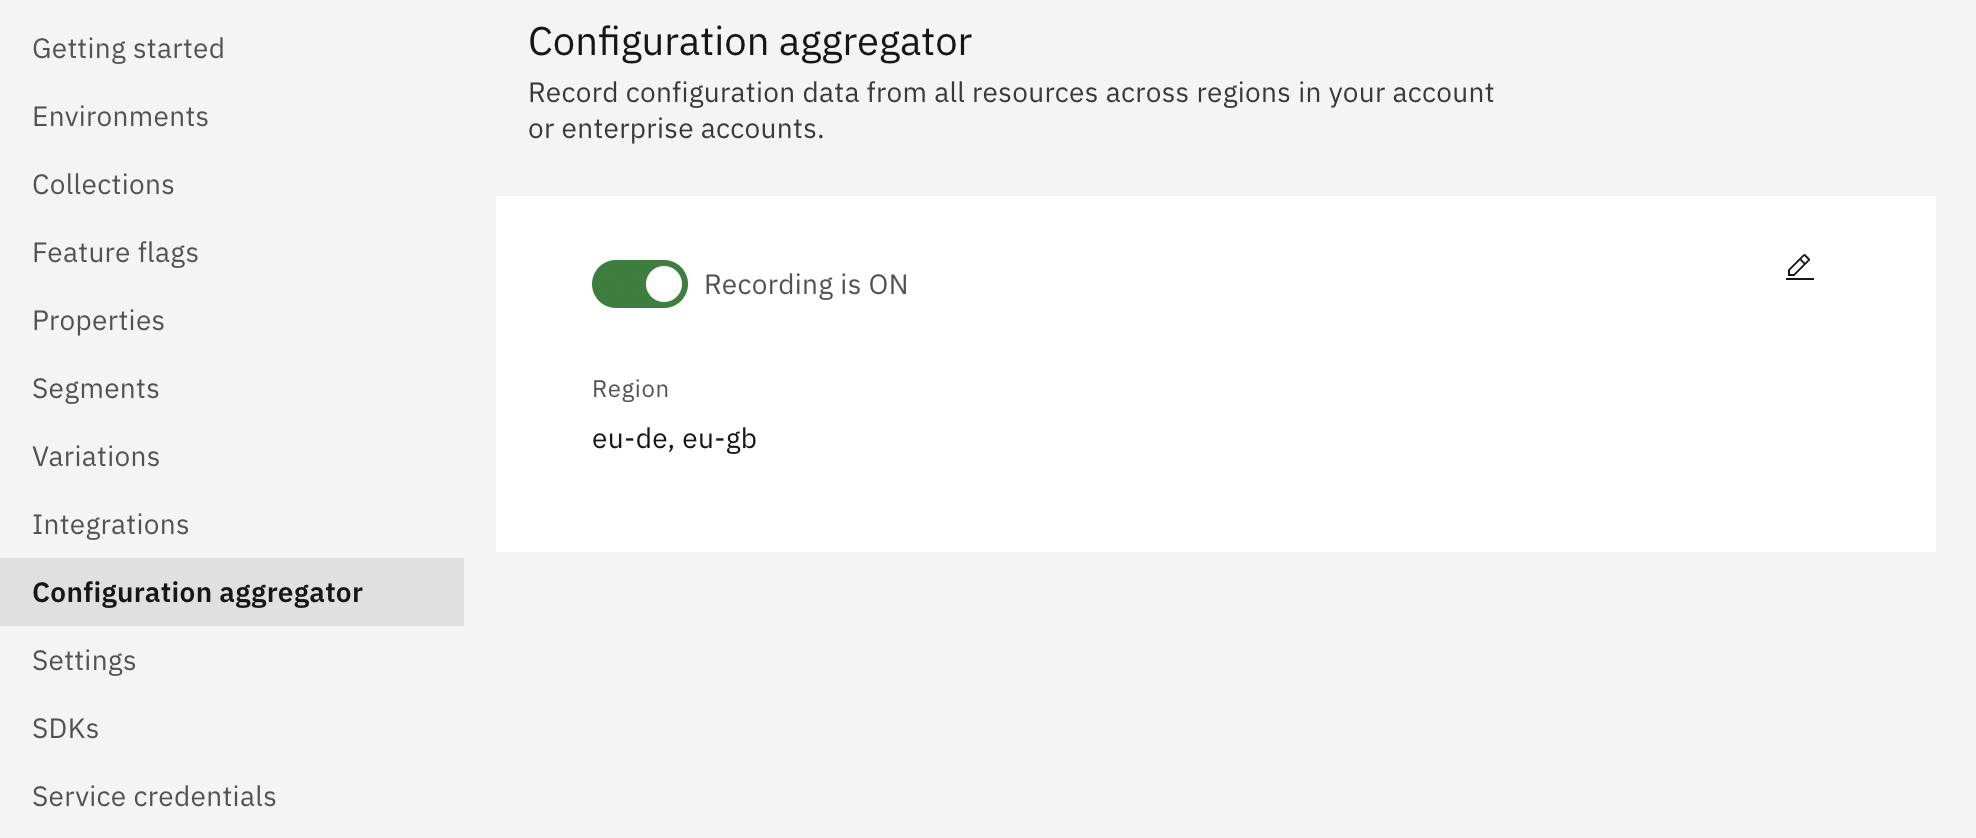 Getting started
Environments
Collections
Feature flags
Properties
Segments
Variations
Integrations
Configuration aggregator
Settings
SDKs
Service credentials
Configuration aggregator
Record configuration data from all resources across regions in your account
or enterprise accounts.
Recording is ON
Region
eu-de, eu-gb